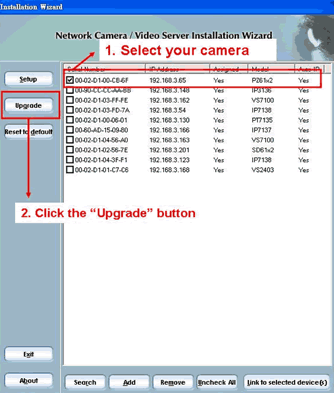 Installation Wizard
Network Camera / Video Server Installation Wizard
1. Select your camera
Serial Number IP Address Assigned Model Auto ID
Setup
Upgrade
Reset to default
00-02-D1-00-C8-6F 192.168.3.65 Yes PZ61x2 Yes
00-80-CC-CC-AA-BB 192.168.3.148 Yes IP3136 Yes
00-02-D1-03-FF-FE 192.168.3.162 Yes VS7100 Yes
00-02-D1-03-FD-7A 192.168.3.54 Yes IP7138 Yes
00-02-D1-00-06-01 192.168.3.130 Yes PT7135 Yes
00-60-AD-15-09-80 192.168.3.166 Yes IP7137 Yes
00-02-D1-04-56-A0 192.168.3.163 Yes VS7100 Yes
00-02-D1-02-56-7E 192.168.3.201 Yes SD61x2 Yes
00-02-D1-04-3F-F1 192.168.3.123 Yes IP7138 Yes
00-02-D1-01-C7-C6 192.168.3.168 Yes VS2403 Yes
2. Click the “Upgrade” button
Exit
About
Search Add Remove Uncheck All Link to selected device(s)